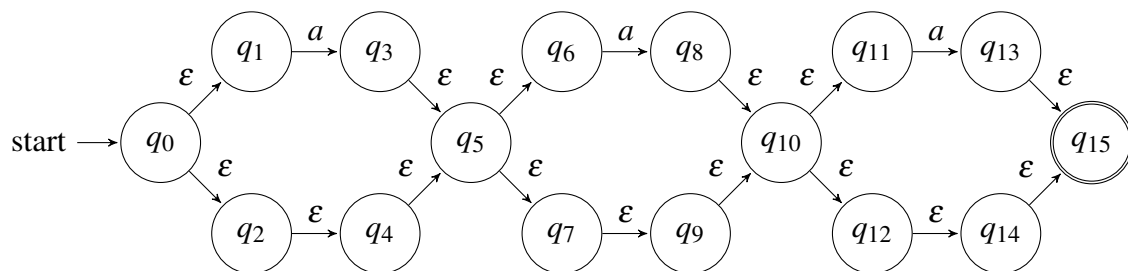 q1 a q3 q6 a q8 q11 a q13
ε ε ε ε ε ε
start q0 q5 q10 q15
ε ε ε ε ε ε
q2 ε q4 q7 ε q9 q12 ε q14